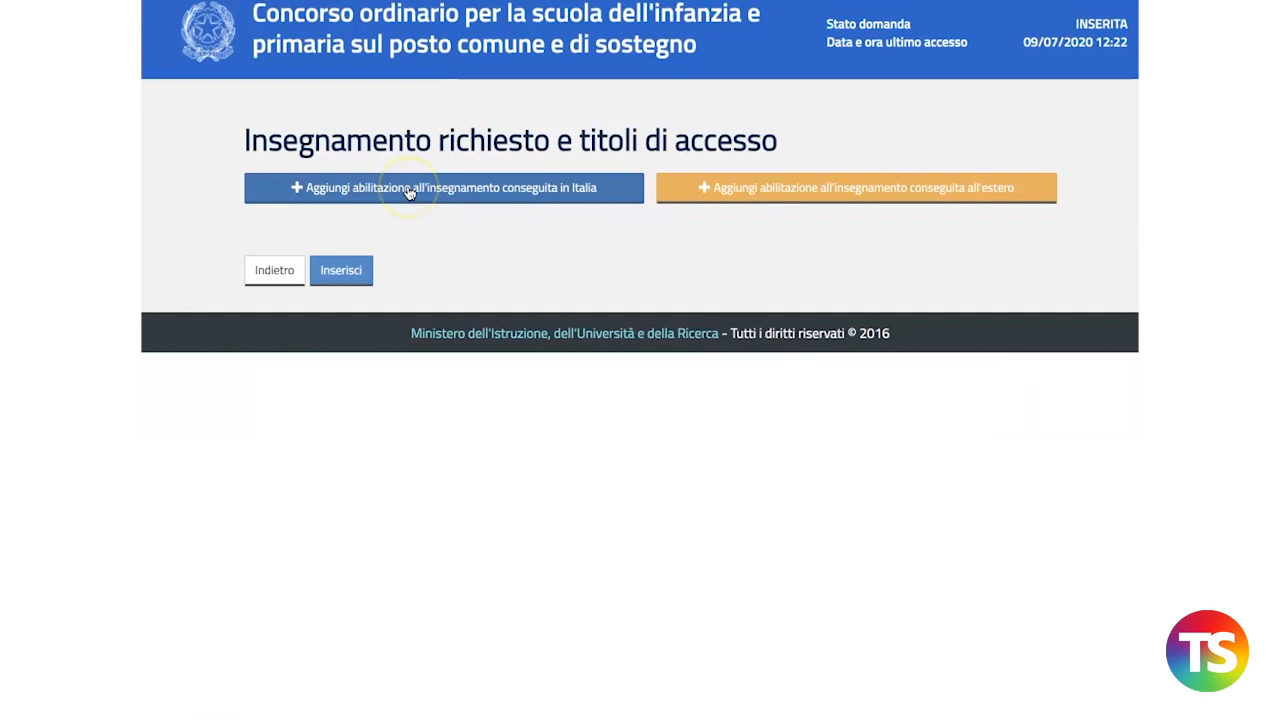 Concorso ordinario per la scuola dell'infanzia e
primaria sul posto comune e di sostegno
Stato domanda INSERITA
Data e ora ultimo accesso 09/07/2020 12:22
Insegnamento richiesto e titoli di accesso
Aggiungi abilitazione all'insegnamento conseguita in Italia
Aggiungi abilitazione all'insegnamento conseguita all'estero
Indietro Inserisci
Ministero dell'Istruzione, dell'Università e della Ricerca - Tutti i diritti riservati © 2016
TS